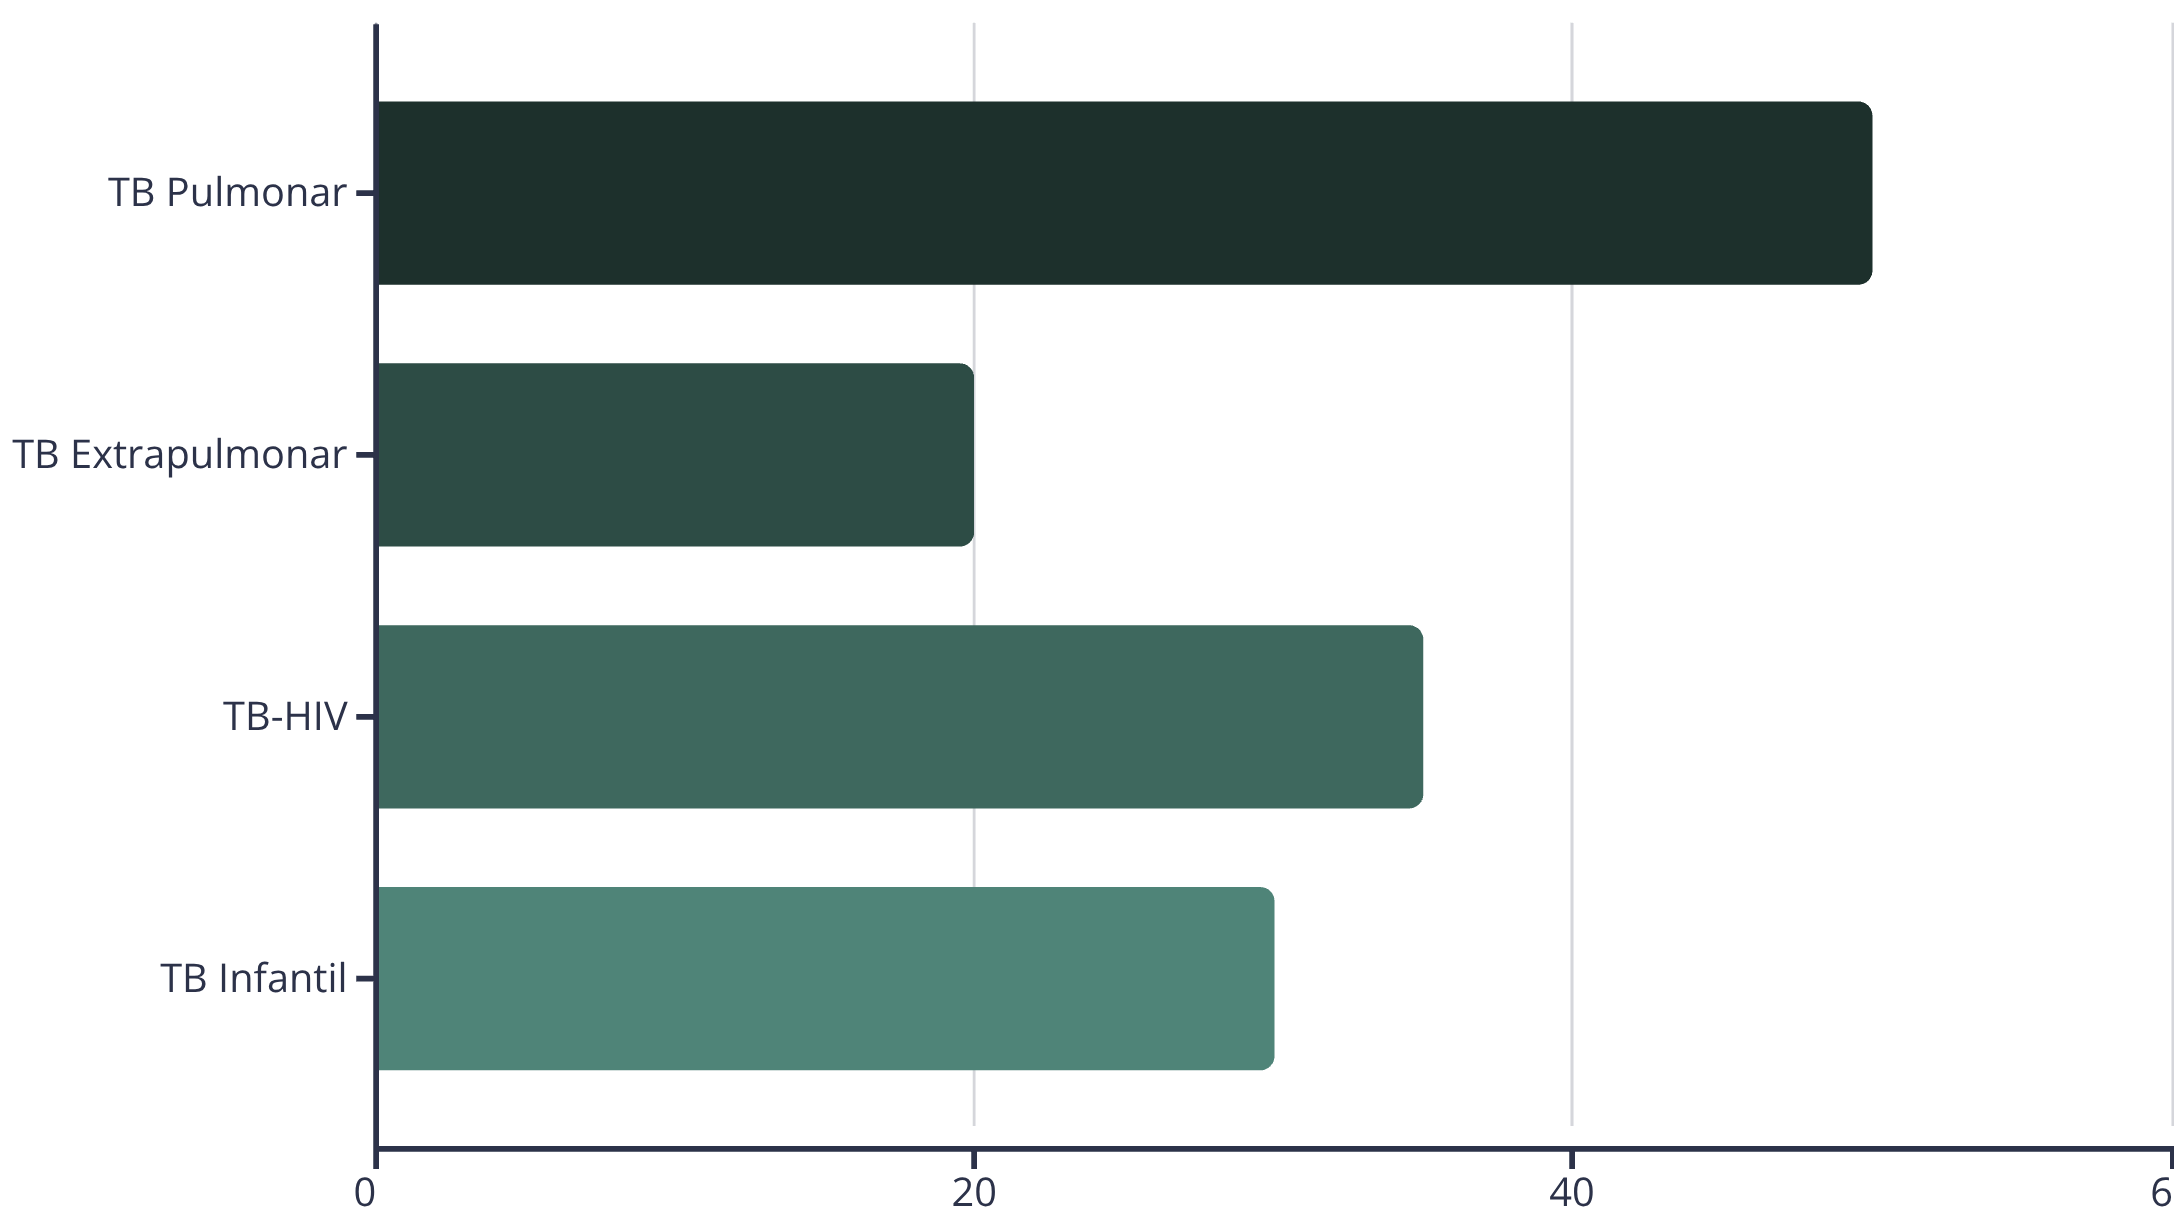 TB Pulmonar
TB Extrapulmonar
TB-HIV
TB Infantil
0 20 40 6